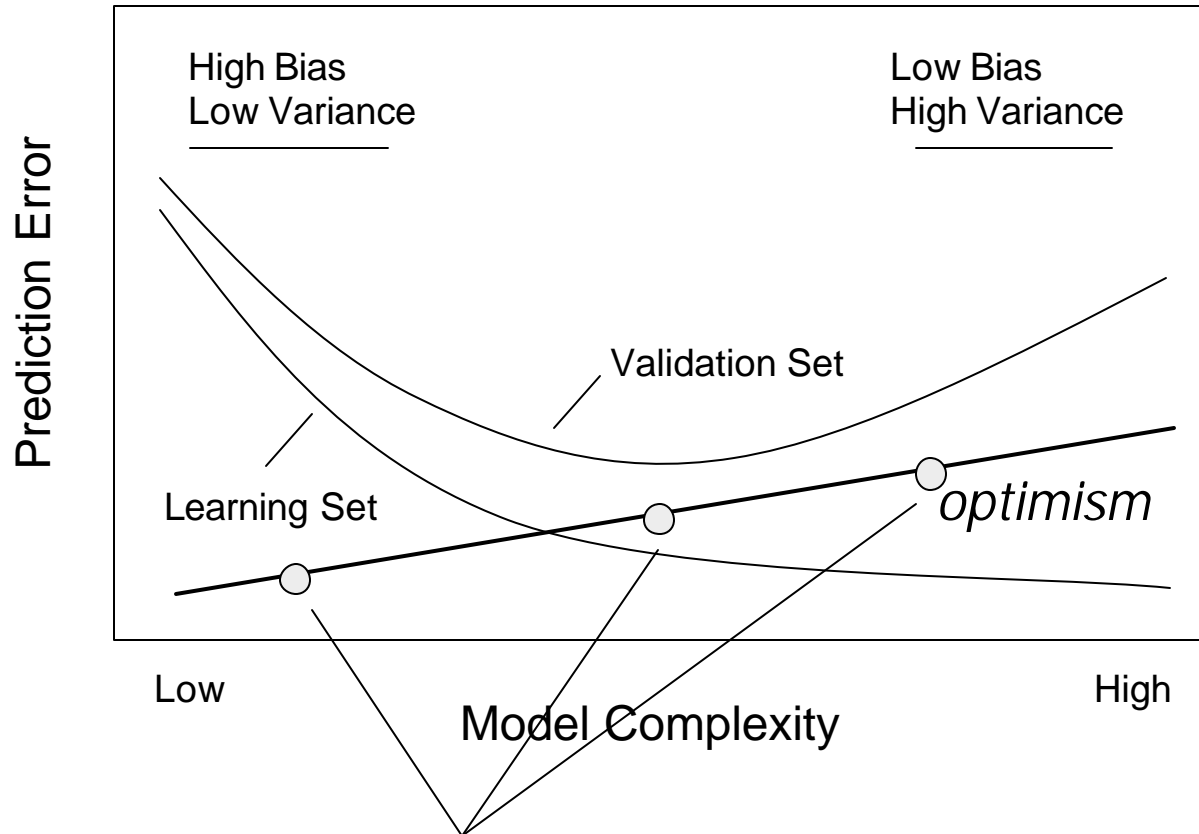 High Bias
Low Variance
Low Bias
High Variance
Prediction Error
Validation Set
Learning Set
optimism
Low
High
Model Complexity